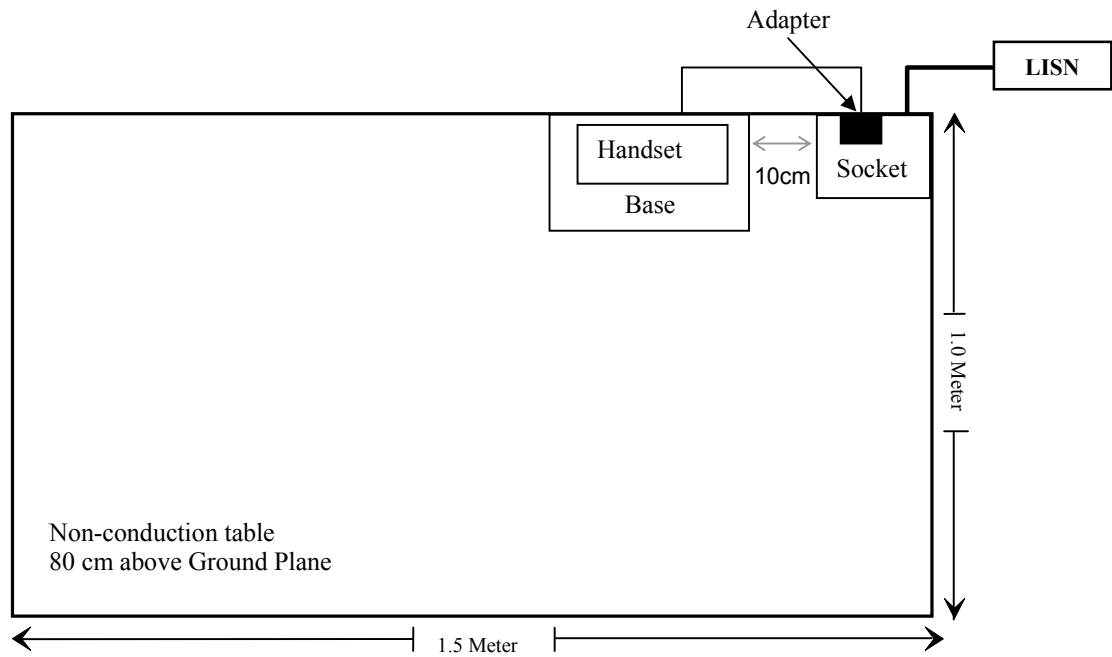 Adapter
LISN
Handset
10cm
Socket
Base
1.0 Meter
Non-conduction table
80 cm above Ground Plane
1.5 Meter